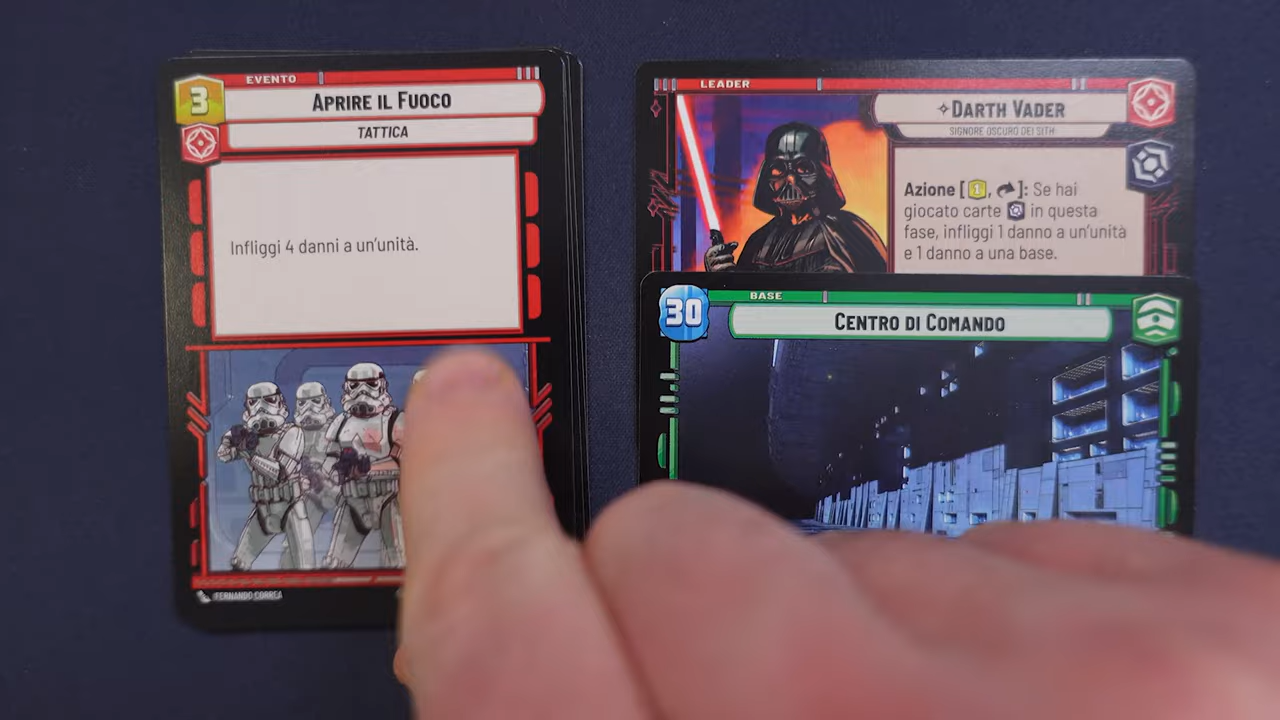 EVENTO
3
APRIRE IL FUOCO
TATTICA
Infliggi 4 danni a un'unità.
FERNANDO CORREA
LEADER
DARTH VADER
SIGNORE OSCURO DEI SITH
Azione [1, ]: Se hai
giocato carte in questa
fase, infliggi 1 danno a un'unità
e 1 danno a una base.
BASE
30
CENTRO DI COMANDO